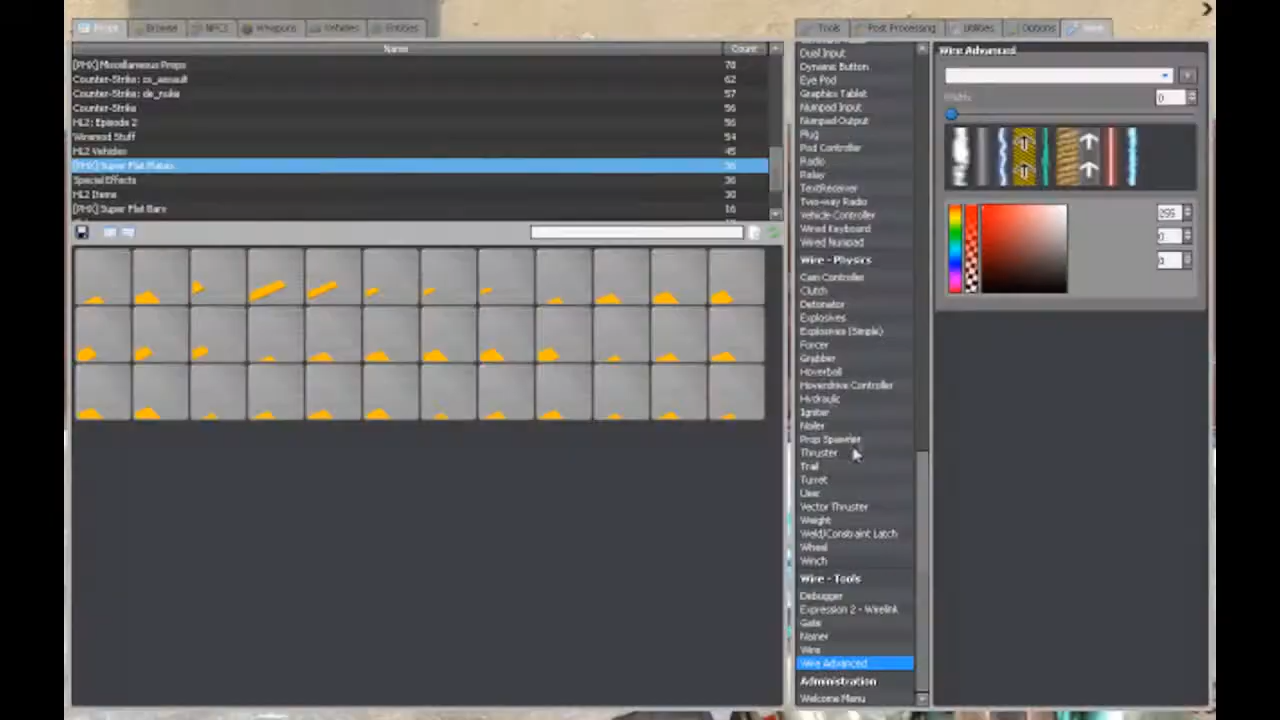 Browse
NPCs
Weapons
Vehicles
Entities
Tools
Post Processing
Utilities
Options
Name
Count
[PHX] Miscellaneous Props
78
Counter-Strike: cs_assault
62
Counter-Strike: de_nuke
57
Counter-Strike
56
HL2: Episode 2
56
Wiremod Stuff
54
HL2 Vehicles
45
[PHX] Super Flat Plates
36
Special Effects
36
HL2 Items
30
[PHX] Super Flat Bars
16
Dual Input
Dynamic Button
Eye Pod
Graphics Tablet
Numpad Input
Numpad Output
Plug
Pod Controller
Radio
Relay
TextReceiver
Two-way Radio
Vehicle Controller
Wired Keyboard
Wired Numpad
Wire - Physics
Cam Controller
Clutch
Detonator
Explosives
Explosives (Simple)
Forcer
Grabber
Hoverball
Hoverdrive Controller
Hydraulic
Igniter
Nailer
Prop Spawner
Thruster
Trail
Turret
User
Vector Thruster
Weight
Weld/Constraint Latch
Wheel
Winch
Wire - Tools
Debugger
Expression 2 - Wirelink
Gate
Namer
Wire
Wire Advanced
Administration
Welcome Menu
Wire Advanced
Width:
0
255
0